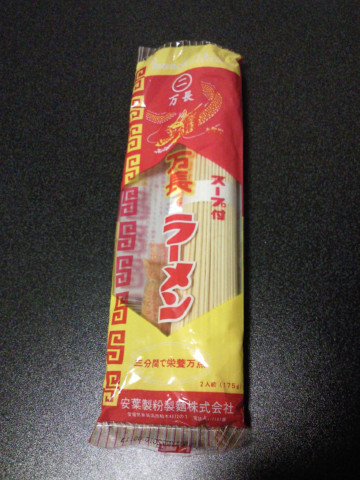 万長
万長
ラーメン
スープ付
三分間で栄養万点
2人前(175g)
安葉製粉製麺株式会社